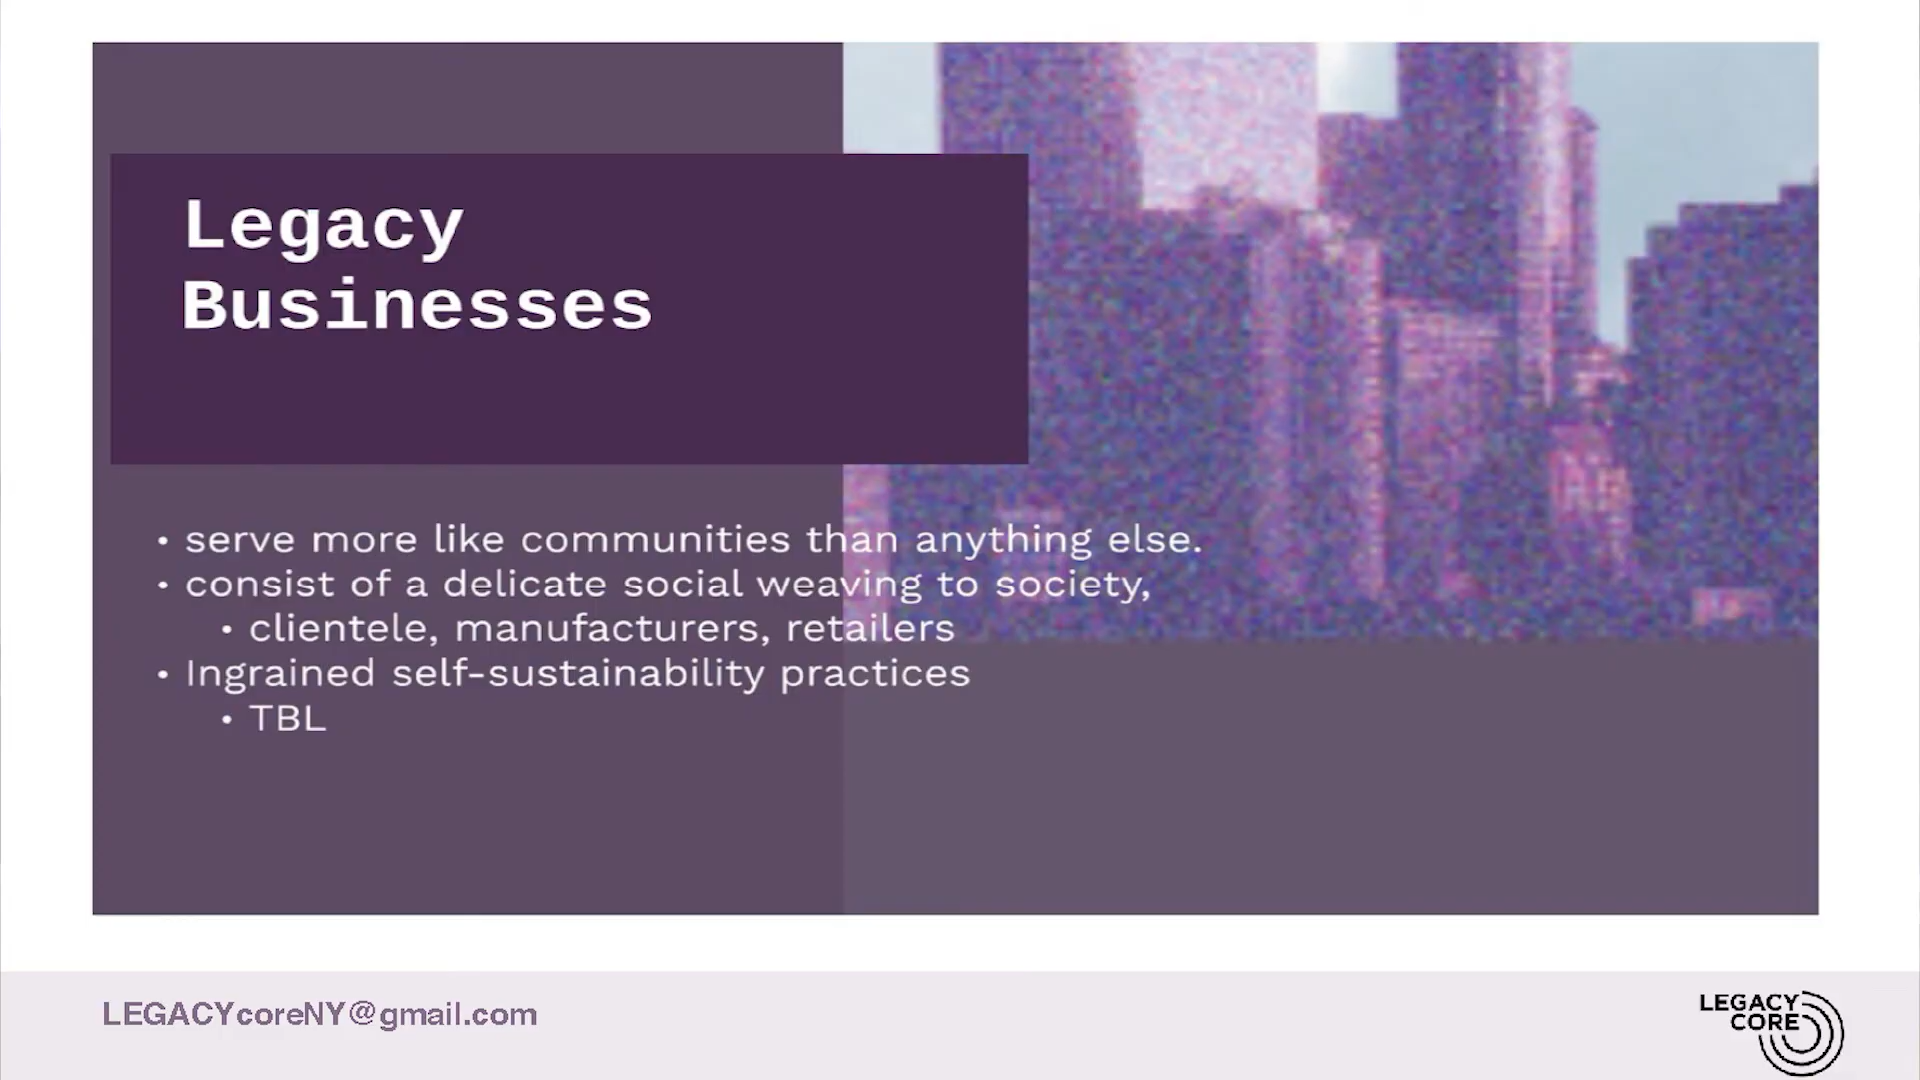 Legacy
Businesses
• serve more like communities than anything else.
• consist of a delicate social weaving to society,
• clientele, manufacturers, retailers
• Ingrained self-sustainability practices
• TBL
LEGACYcoreNY@gmail.com
LEGACY
CORE